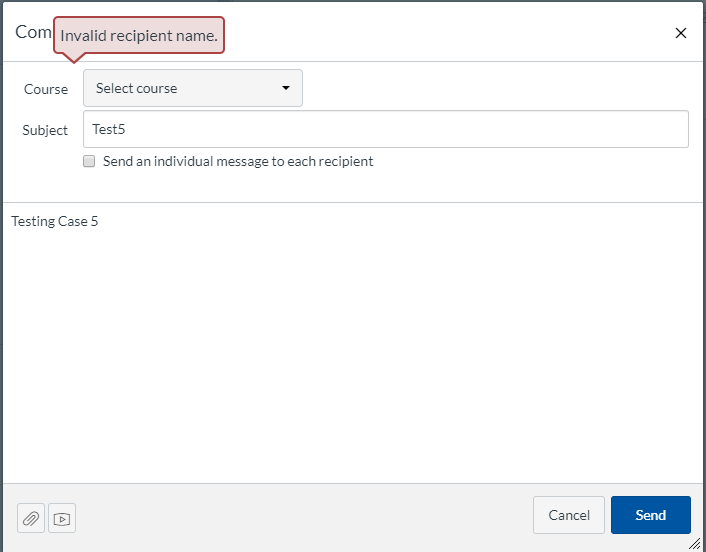 Com
Invalid recipient name.
Course
Select course
Subject
Test5
Send an individual message to each recipient
Testing Case 5
Cancel
Send